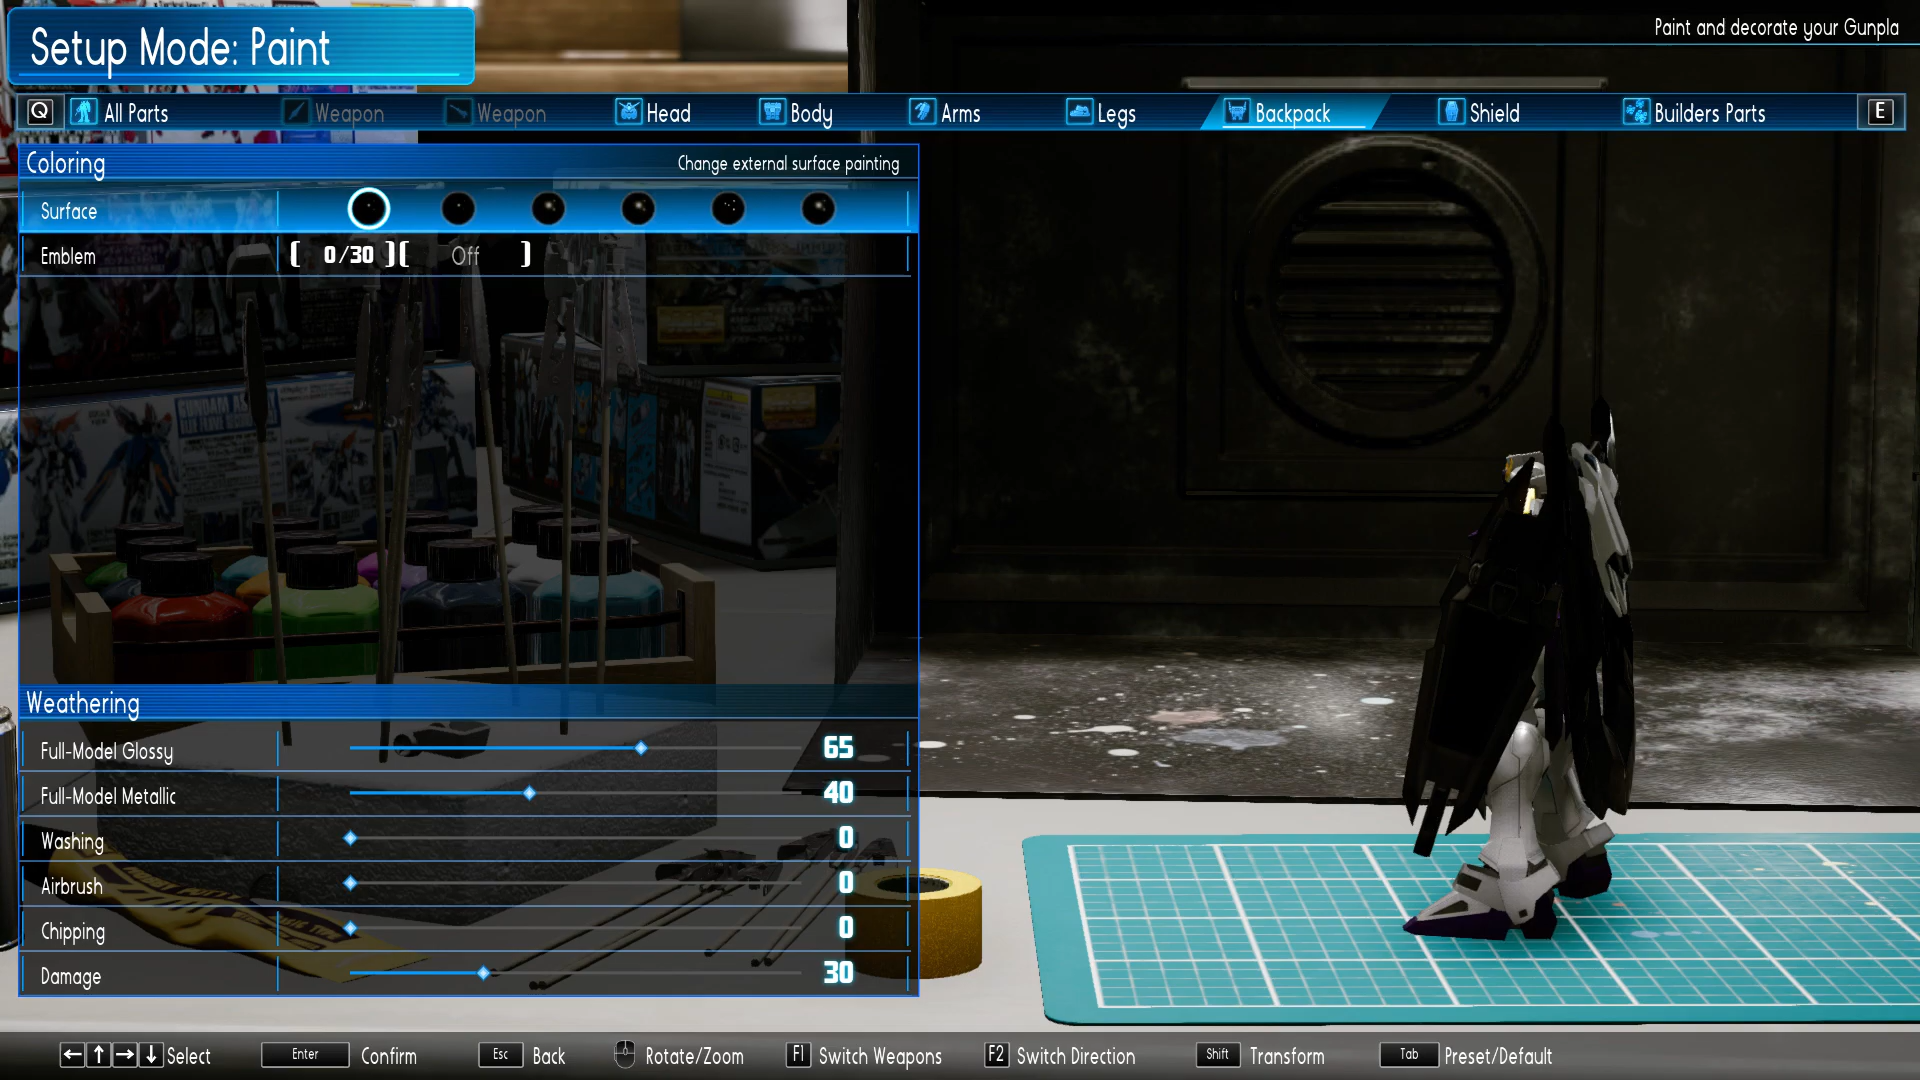 Setup Mode: Paint
Paint and decorate your Gunpla
Q All Parts Weapon Weapon Head Body Arms Legs Backpack Shield Builders Parts E
Coloring Change external surface painting
Surface
Emblem [ 0/30 ][ Off ]
Weathering
Full-Model Glossy 65
Full-Model Metallic 40
Washing 0
Airbrush 0
Chipping 0
Damage 30
←↑→↓ Select Enter Confirm Esc Back Rotate/Zoom F1 Switch Weapons F2 Switch Direction Shift Transform Tab Preset/Default